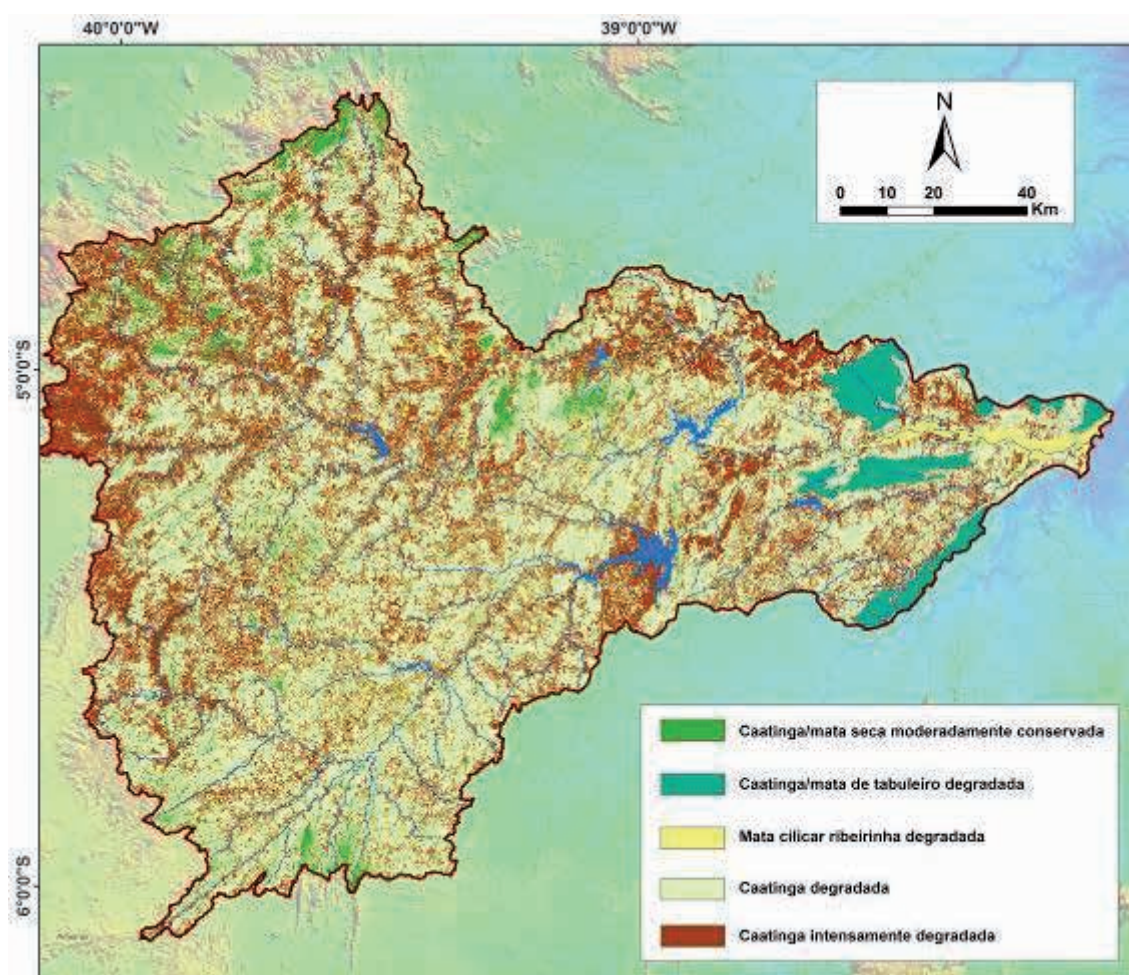 40°0'0"W 39°0'0"W
N
0 10 20 40
Km
5°0'0"S
6°0'0"S
Caatinga/mata seca moderadamente conservada
Caatinga/mata de tabuleiro degradada
Mata cilicar ribeirinha degradada
Caatinga degradada
Caatinga intensamente degradada